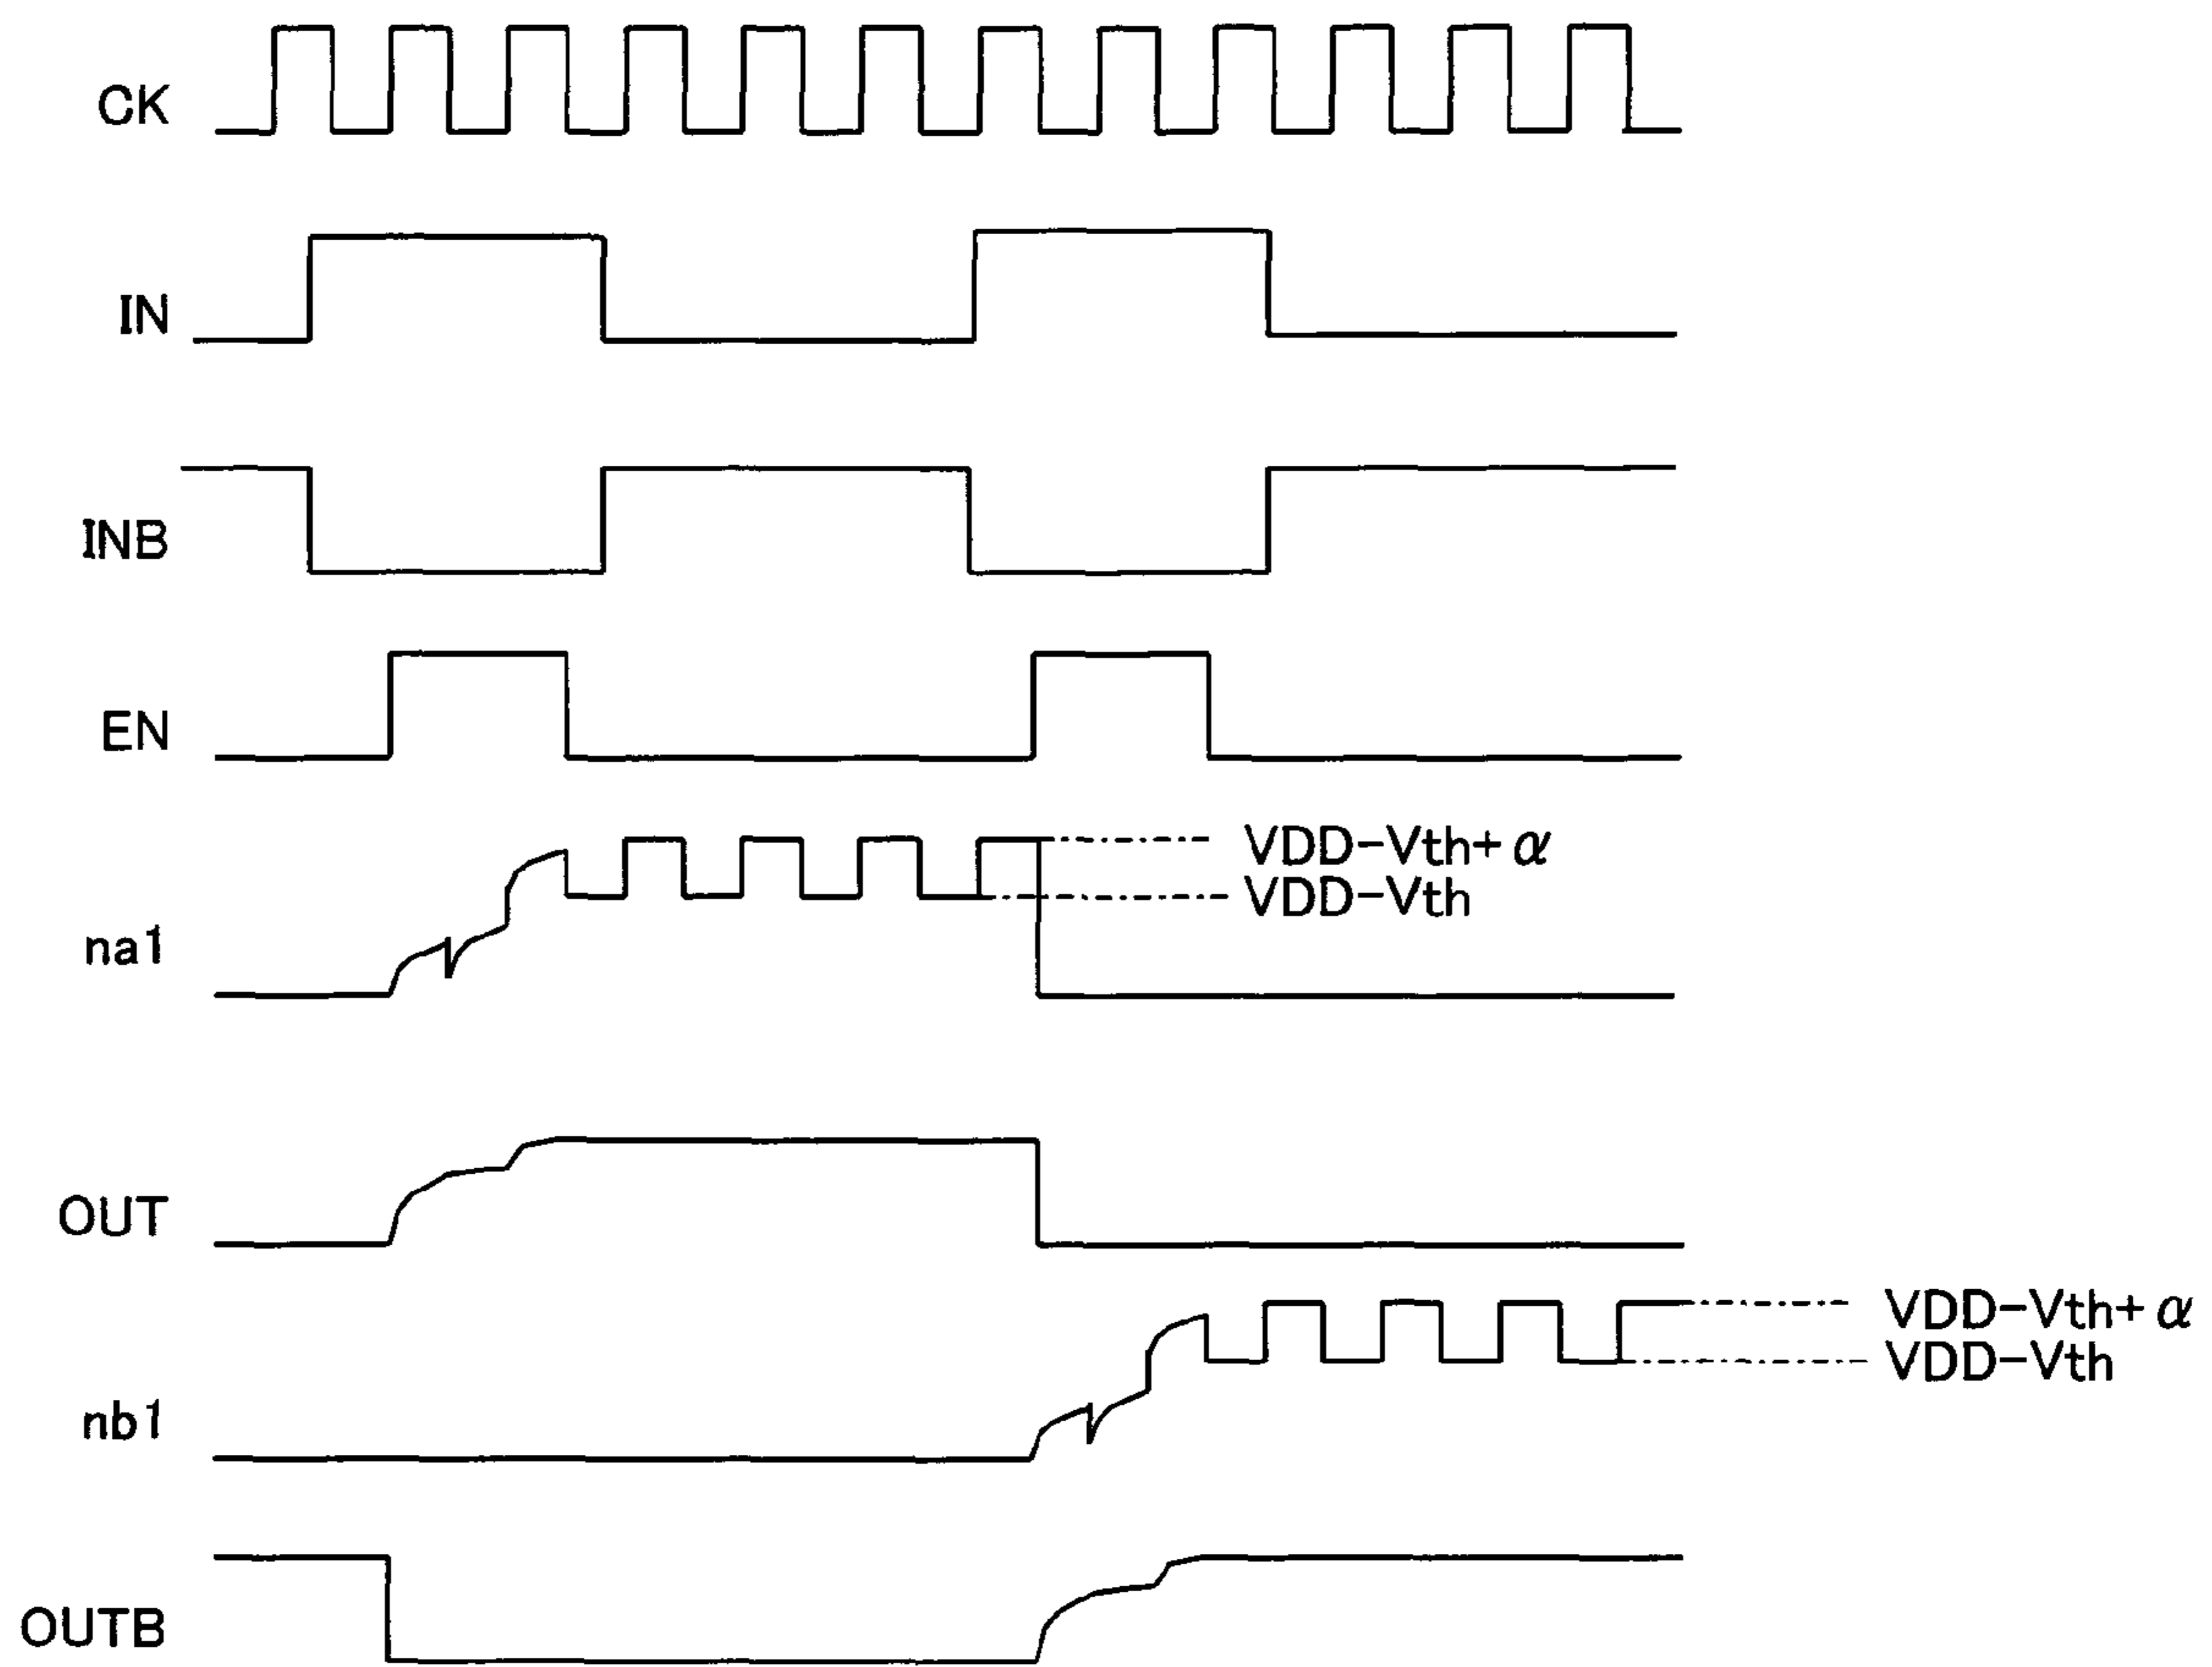 CK
IN
INB
EN
VDD-Vth+α
VDD-Vth
na1
OUT
VDD-Vth+α
VDD-Vth
nb1
OUTB